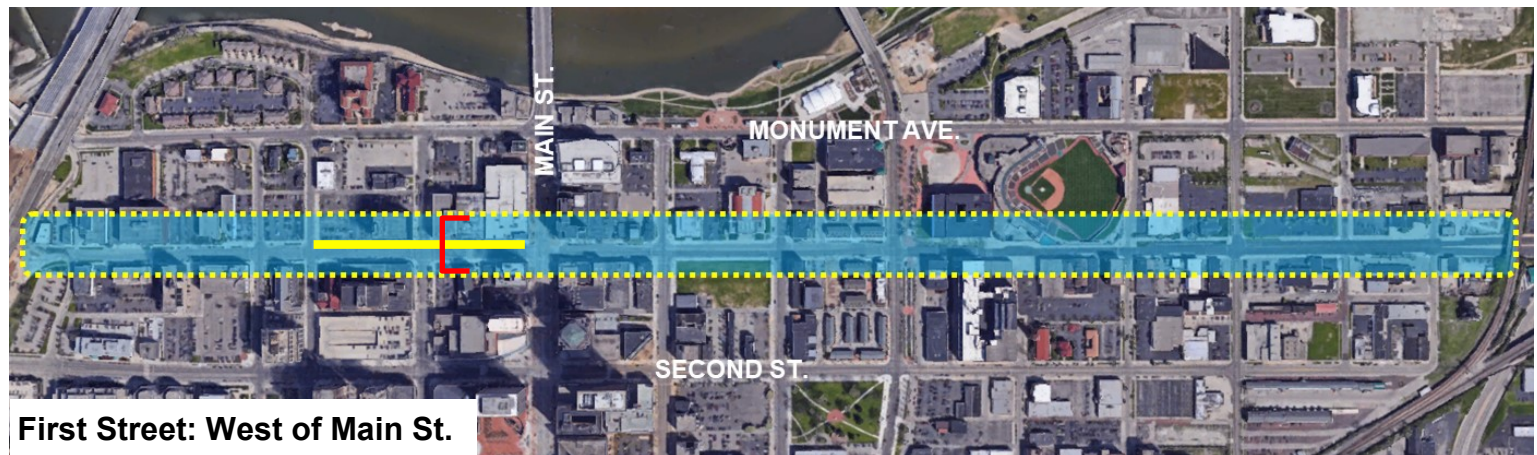 MAIN ST.
MONUMENT AVE.
SECOND ST.
First Street: West of Main St.